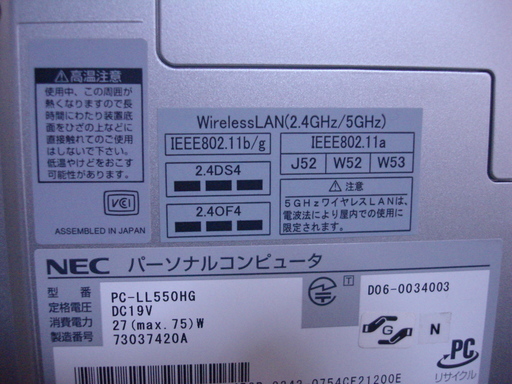 ⚠高温注意
使用中、この周囲が
熱くなりますので長
時間にわたり装置底
面をひざの上などに
直接触れてのご使用
はしないで下さい。
低温やけどをおこす
可能性があります。
VCI
ASSEMBLED IN JAPAN
WirelessLAN(2.4GHz/5GHz)
IEEE802.11b/g
IEEE802.11a
J52 W52 W53
2.4DS4
2.4OF4
⚠注意
5GHzワイヤレスLANは、
電波法により屋内での使用に
限定されます。
NEC パーソナルコンピュータ
型 番 PC-LL550HG
定格電圧 DC19V
消費電力 27(max.75)W
製造番号 73037420A
T
D06-0034003
G
N
PC
リサイクル